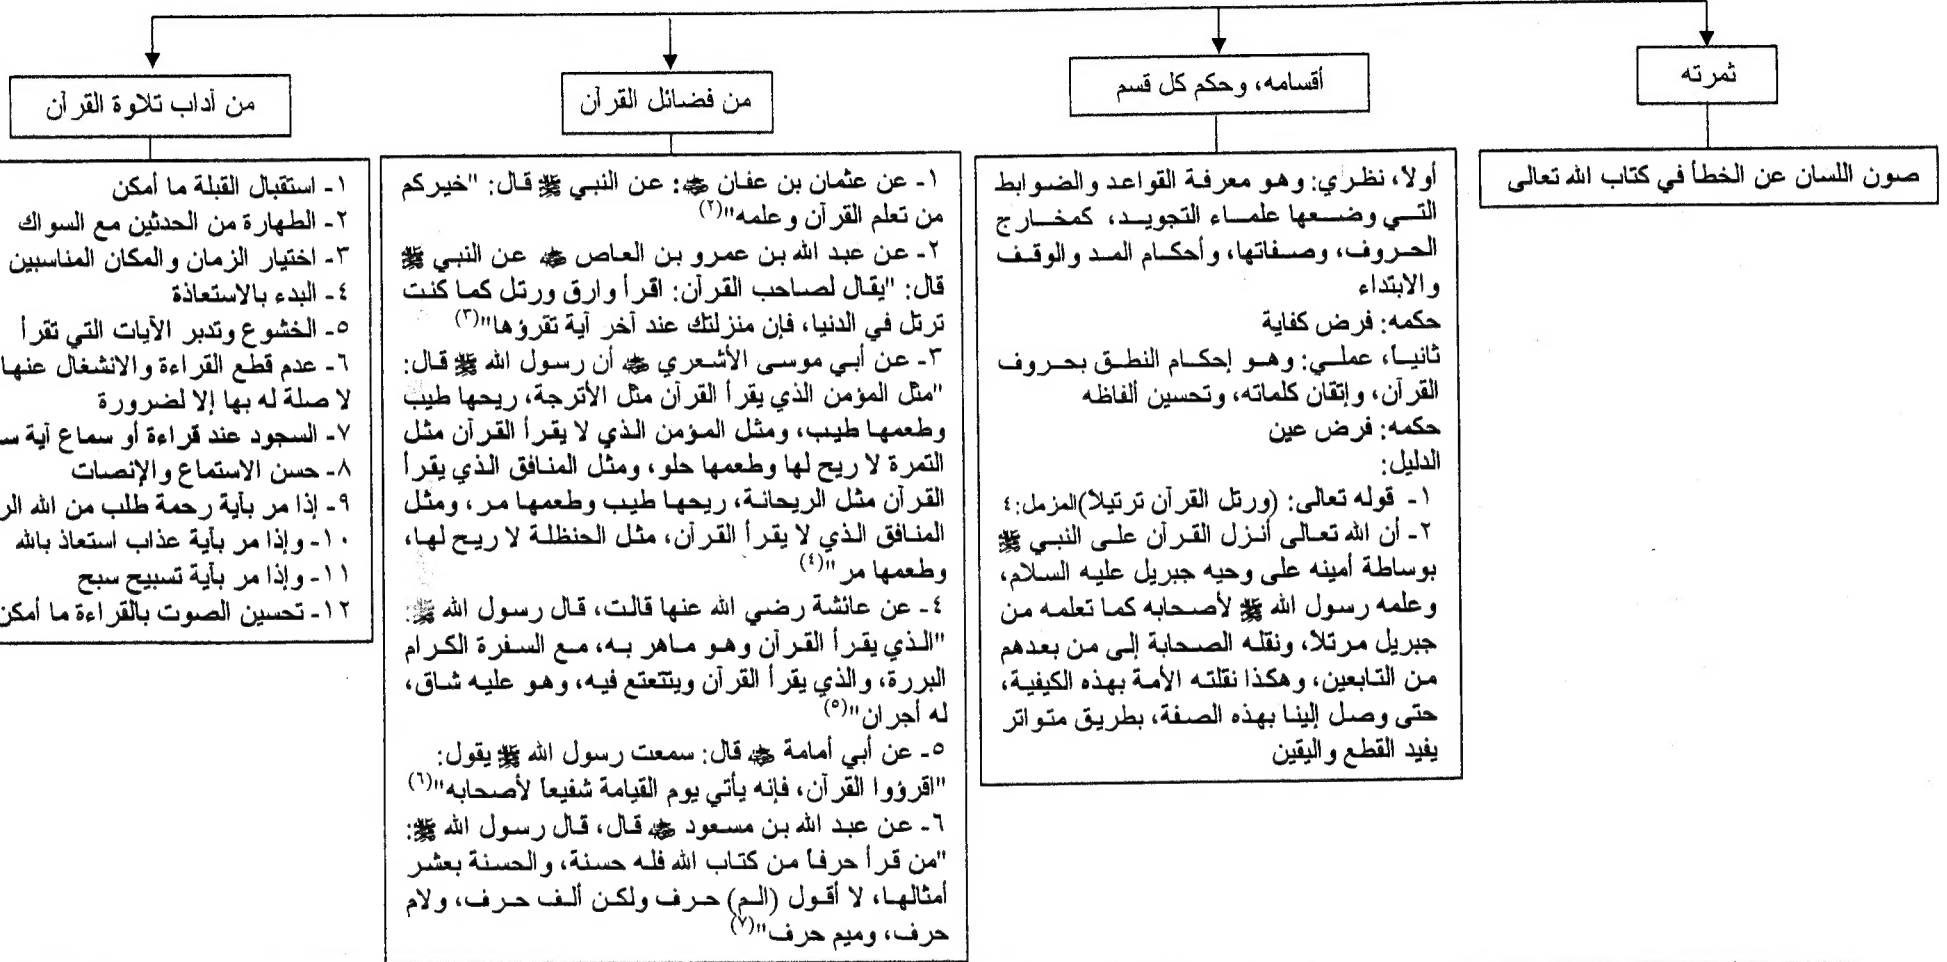 ثمرته
صون اللسان عن الخطأ في كتاب الله تعالى
أقسامه، وحكم كل قسم
أولا، نظري: وهو معرفة القواعد والضوابط
التي وضعها علماء التجويد، كمخارج
الحروف، وصفاتها، وأحكام المد والوقف
والابتداء
حكمه: فرض كفاية
ثانيا، عملي: وهو إحكام النطق بحروف
القرآن، وإتقان كلماته، وتحسين ألفاظه
حكمه: فرض عين
الدليل:
١- قوله تعالى: (ورتل القرآن ترتيلا)المزمل:٤
٢- أن الله تعالى أنزل القرآن على النبي ﷺ
بوساطة أمينه على وحيه جبريل عليه السلام،
وعلمه رسول الله ﷺ لأصحابه كما تعلمه من
جبريل مرتلا، ونقله الصحابة إلى من بعدهم
من التابعين، وهكذا نقلته الأمة بهذه الكيفية،
حتى وصل إلينا بهذه الصفة، بطريق متواتر
يفيد القطع واليقين
من فضائل القرآن
١- عن عثمان بن عفان ﷺ: عن النبي ﷺ قال: "خيركم
من تعلم القرآن وعلمه"(٢)
٢- عن عبد الله بن عمرو بن العاص عن النبي ﷺ
قال: "يقال لصاحب القرآن: اقرأ وارق ورتل كما كنت
ترتل في الدنيا، فإن منزلتك عند آخر آية تقرؤها"(٣)
٣- عن أبي موسى الأشعري أن رسول الله ﷺ قال:
"مثل المؤمن الذي يقرأ القرآن مثل الأترجة، ريحها طيب
وطعمها طيب، ومثل المؤمن الذي لا يقرأ القرآن مثل
التمرة لا ريح لها وطعمها حلو، ومثل المنافق الذي يقرأ
القرآن مثل الريحانة، ريحها طيب وطعمها مر، ومثل
المنافق الذي لا يقرأ القرآن، مثل الحنظلة لا ريح لها،
وطعمها مر"(٤)
٤- عن عائشة رضي الله عنها قالت، قال رسول الله ﷺ:
"الذي يقرأ القرآن وهو ماهر به، مع السفرة الكرام
البررة، والذي يقرأ القرآن ويتتعتع فيه، وهو عليه شاق،
له أجران"(٥)
٥- عن أبي أمامة قال: سمعت رسول الله ﷺ يقول:
"اقرؤوا القرآن، فإنه يأتي يوم القيامة شفيعا لأصحابه"(٦)
٦- عن عبد الله بن مسعود قال، قال رسول الله ﷺ:
"من قرأ حرفا من كتاب الله فله حسنة، والحسنة بعشر
أمثالها، لا أقول (الم) حرف ولكن ألف حرف، ولام
حرف، وميم حرف"(٧)
من آداب تلاوة القرآن
١- استقبال القبلة ما أمكن
٢- الطهارة من الحدثين مع السواك
٣- اختيار الزمان والمكان المناسبين
٤- البدء بالاستعاذة
٥- الخشوع وتدبر الآيات التي تقرأ
٦- عدم قطع القراءة والانشغال عنها
لا صلة له بها إلا لضرورة
٧- السجود عند قراءة أو سماع آية
٨- حسن الاستماع والإنصات
٩- إذا مر بآية رحمة طلب من الله
١٠- وإذا مر بآية عذاب استعاذ بالله
١١- وإذا مر بآية تسبيح سبح
١٢- تحسين الصوت بالقراءة ما أمكن